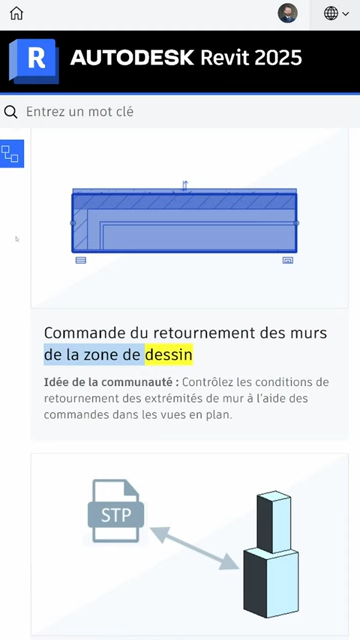 R
AUTODESK Revit 2025
Entrez un mot clé
Commande du retournement des murs
de la zone de dessin
Idée de la communauté : Contrôlez les conditions de
retournement des extrémités de mur à l'aide des
commandes dans les vues en plan.
STP